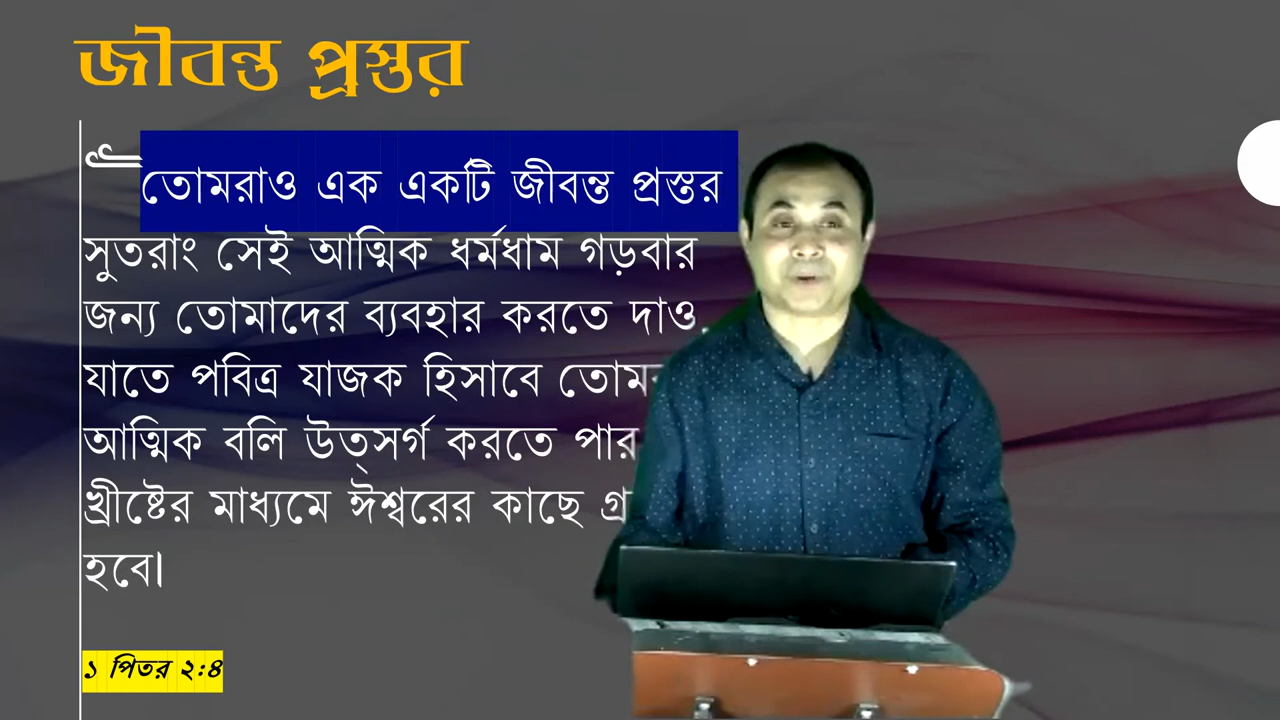 জীবন্ত প্রস্তর
তোমরাও এক একটি জীবন্ত প্রস্তর
সুতরাং সেই আত্মিক ধর্মধাম গড়বার
জন্য তোমাদের ব্যবহার করতে দাও,
যাতে পবিত্র যাজক হিসাবে
আত্মিক বলি উত্সর্গ করতে পার
খ্রীষ্টের মাধ্যমে ঈশ্বরের কাছে
হবে।
১ পিতর ২:৪